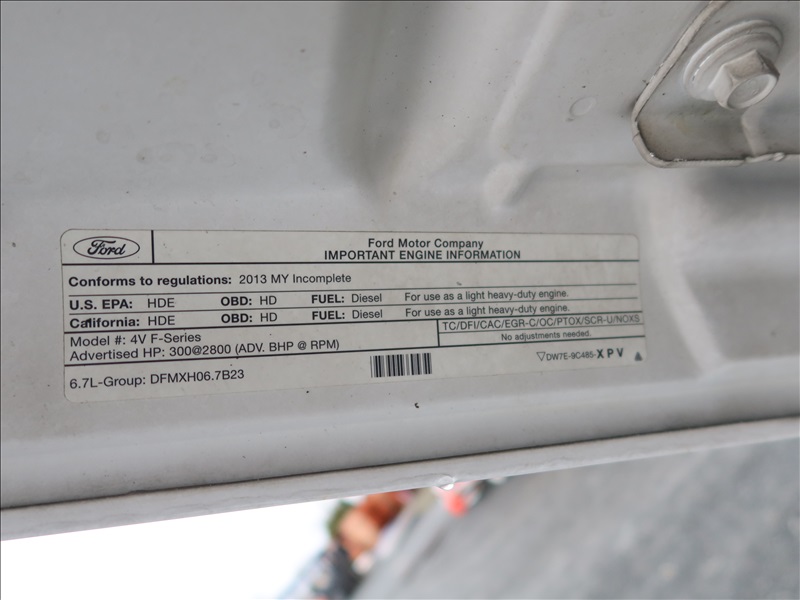 Ford
Ford Motor Company
IMPORTANT ENGINE INFORMATION
Conforms to regulations: 2013 MY Incomplete
U.S. EPA: HDE OBD: HD FUEL: Diesel For use as a light heavy-duty engine.
California: HDE OBD: HD FUEL: Diesel For use as a light heavy-duty engine.
Model #: 4V F-Series
Advertised HP: 300@2800 (ADV. BHP @ RPM)
TC/DFI/CAC/EGR-C/OC/PTOX/SCR-U/NOXS
No adjustments needed.
6.7L-Group: DFMXH06.7B23
DW7E-9C485-XPV